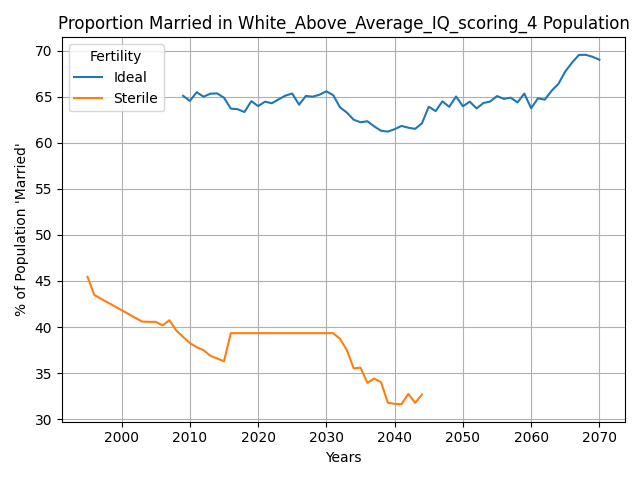 Proportion Married in White_Above_Average_IQ_scoring_4 Population
Fertility
Ideal
Sterile
% of Population 'Married'
70
65
60
55
50
45
40
35
30
2000 2010 2020 2030 2040 2050 2060 2070
Years